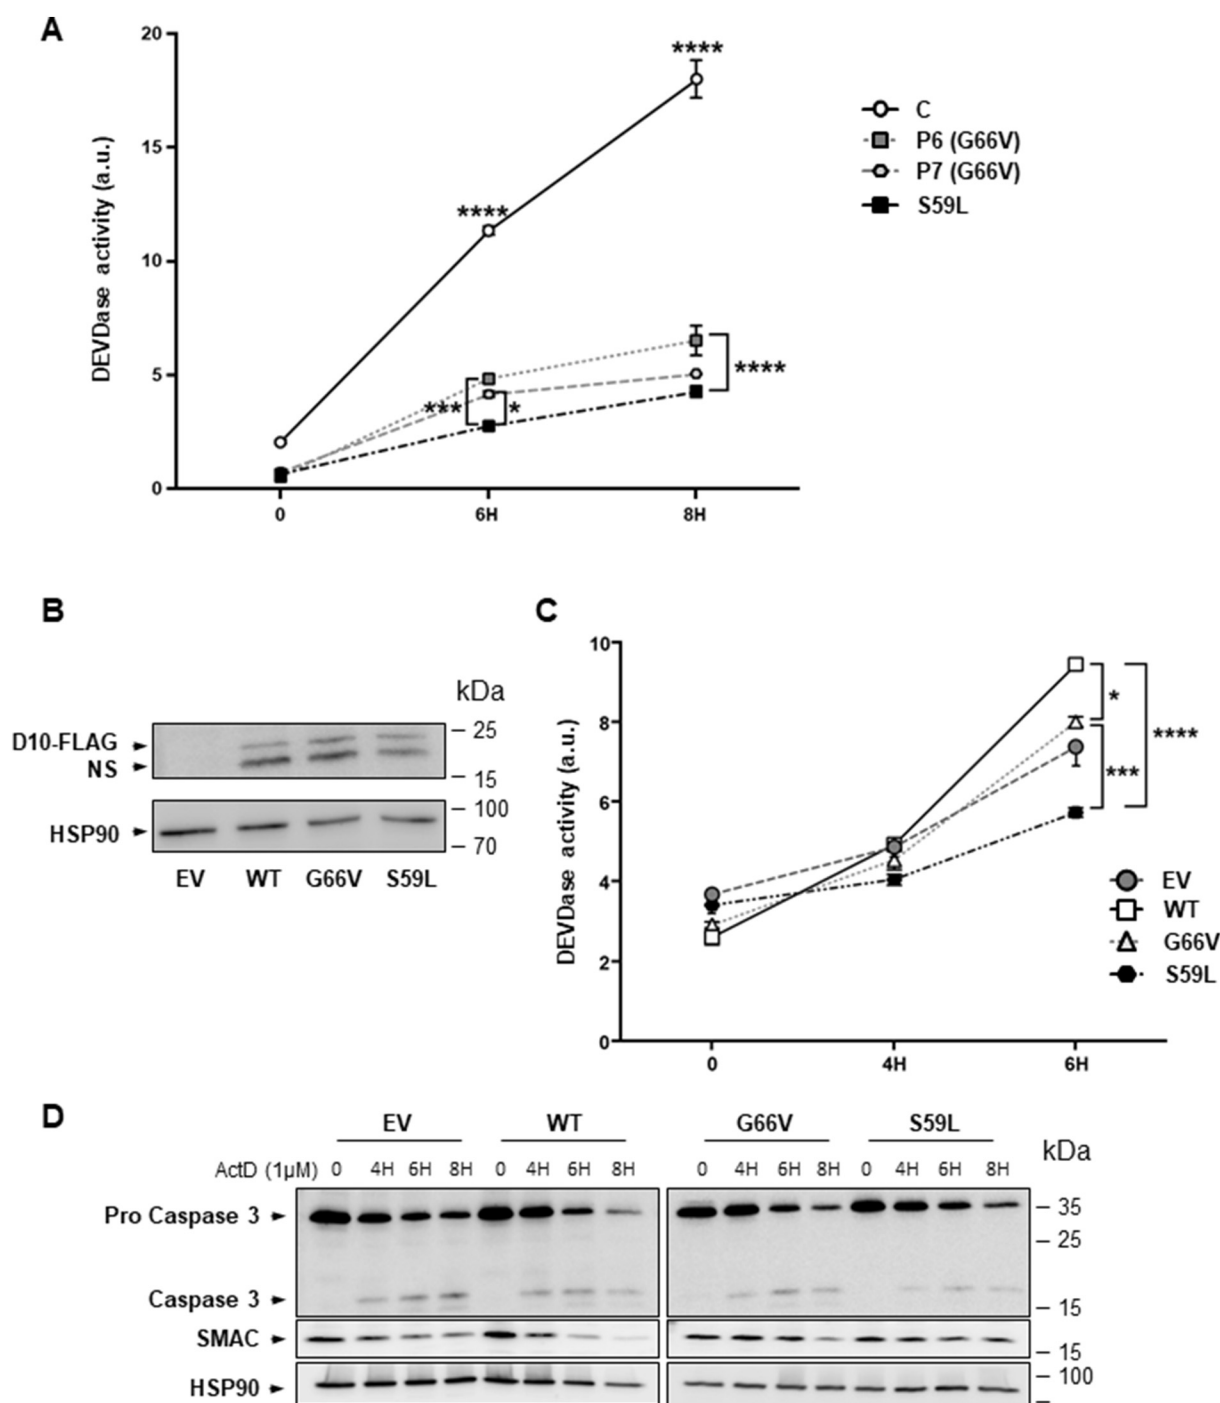 A
20
15
10
5
0
DEVDase activity (a.u.)
****
****
***
*
****
0 6H 8H
C
P6 (G66V)
P7 (G66V)
S59L
B
kDa
D10-FLAG
NS
25
15
HSP90
100
70
EV WT G66V S59L
C
10
8
6
4
2
0
DEVDase activity (a.u.)
*
***
****
0 4H 6H
EV
WT
G66V
S59L
D
EV WT G66V S59L
kDa
ActD (1µM) 0 4H 6H 8H 0 4H 6H 8H 0 4H 6H 8H 0 4H 6H 8H
Pro Caspase 3
35
25
Caspase 3
15
SMAC
15
HSP90
100